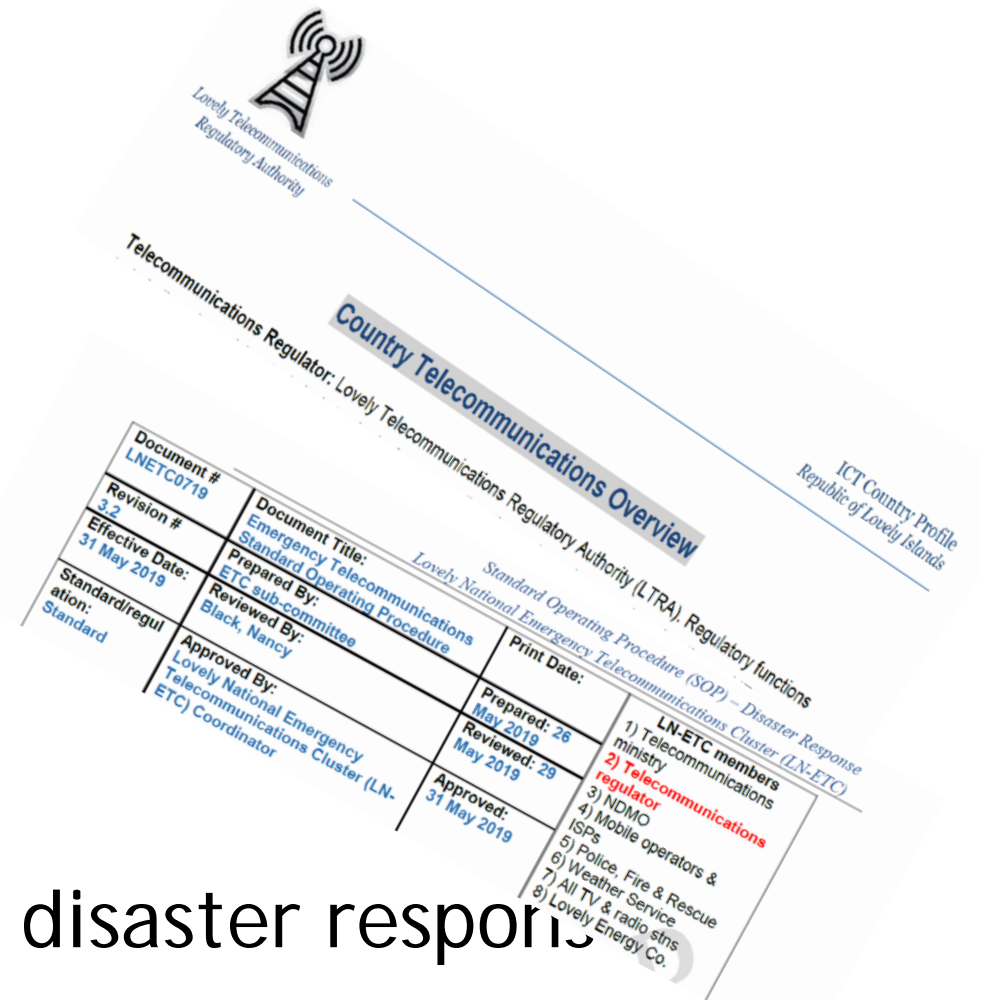 Lovely Telecommunications
Regulatory Authority
ICT Country Profile
Republic of Lovely Islands
Country Telecommunications Overview
Telecommunications Regulator: Lovely Telecommunications Regulatory Authority (LTRA). Regulatory functions
Standard Operating Procedure (SOP) – Disaster Response
Lovely National Emergency Telecommunications Cluster (LN-ETC)
Document #
LNETC0719
Revision #
3.2
Effective Date:
31 May 2019
Standard/regul
ation:
Standard
Document Title:
Emergency Telecommunications
Standard Operating Procedure
Prepared By:
ETC sub-committee
Reviewed By:
Black, Nancy
Approved By:
Lovely National Emergency
Telecommunications Cluster (LN-
ETC) Coordinator
Print Date:
Prepared: 26
May 2019
Reviewed: 29
May 2019
Approved:
31 May 2019
LN-ETC members
1) Telecommunications
ministry
2) Telecommunications
regulator
3) NDMO
4) Mobile operators &
ISPs
5) Police, Fire & Rescue
6) Weather Service
7) All TV & radio stns
8) Lovely Energy Co.
disaster respons